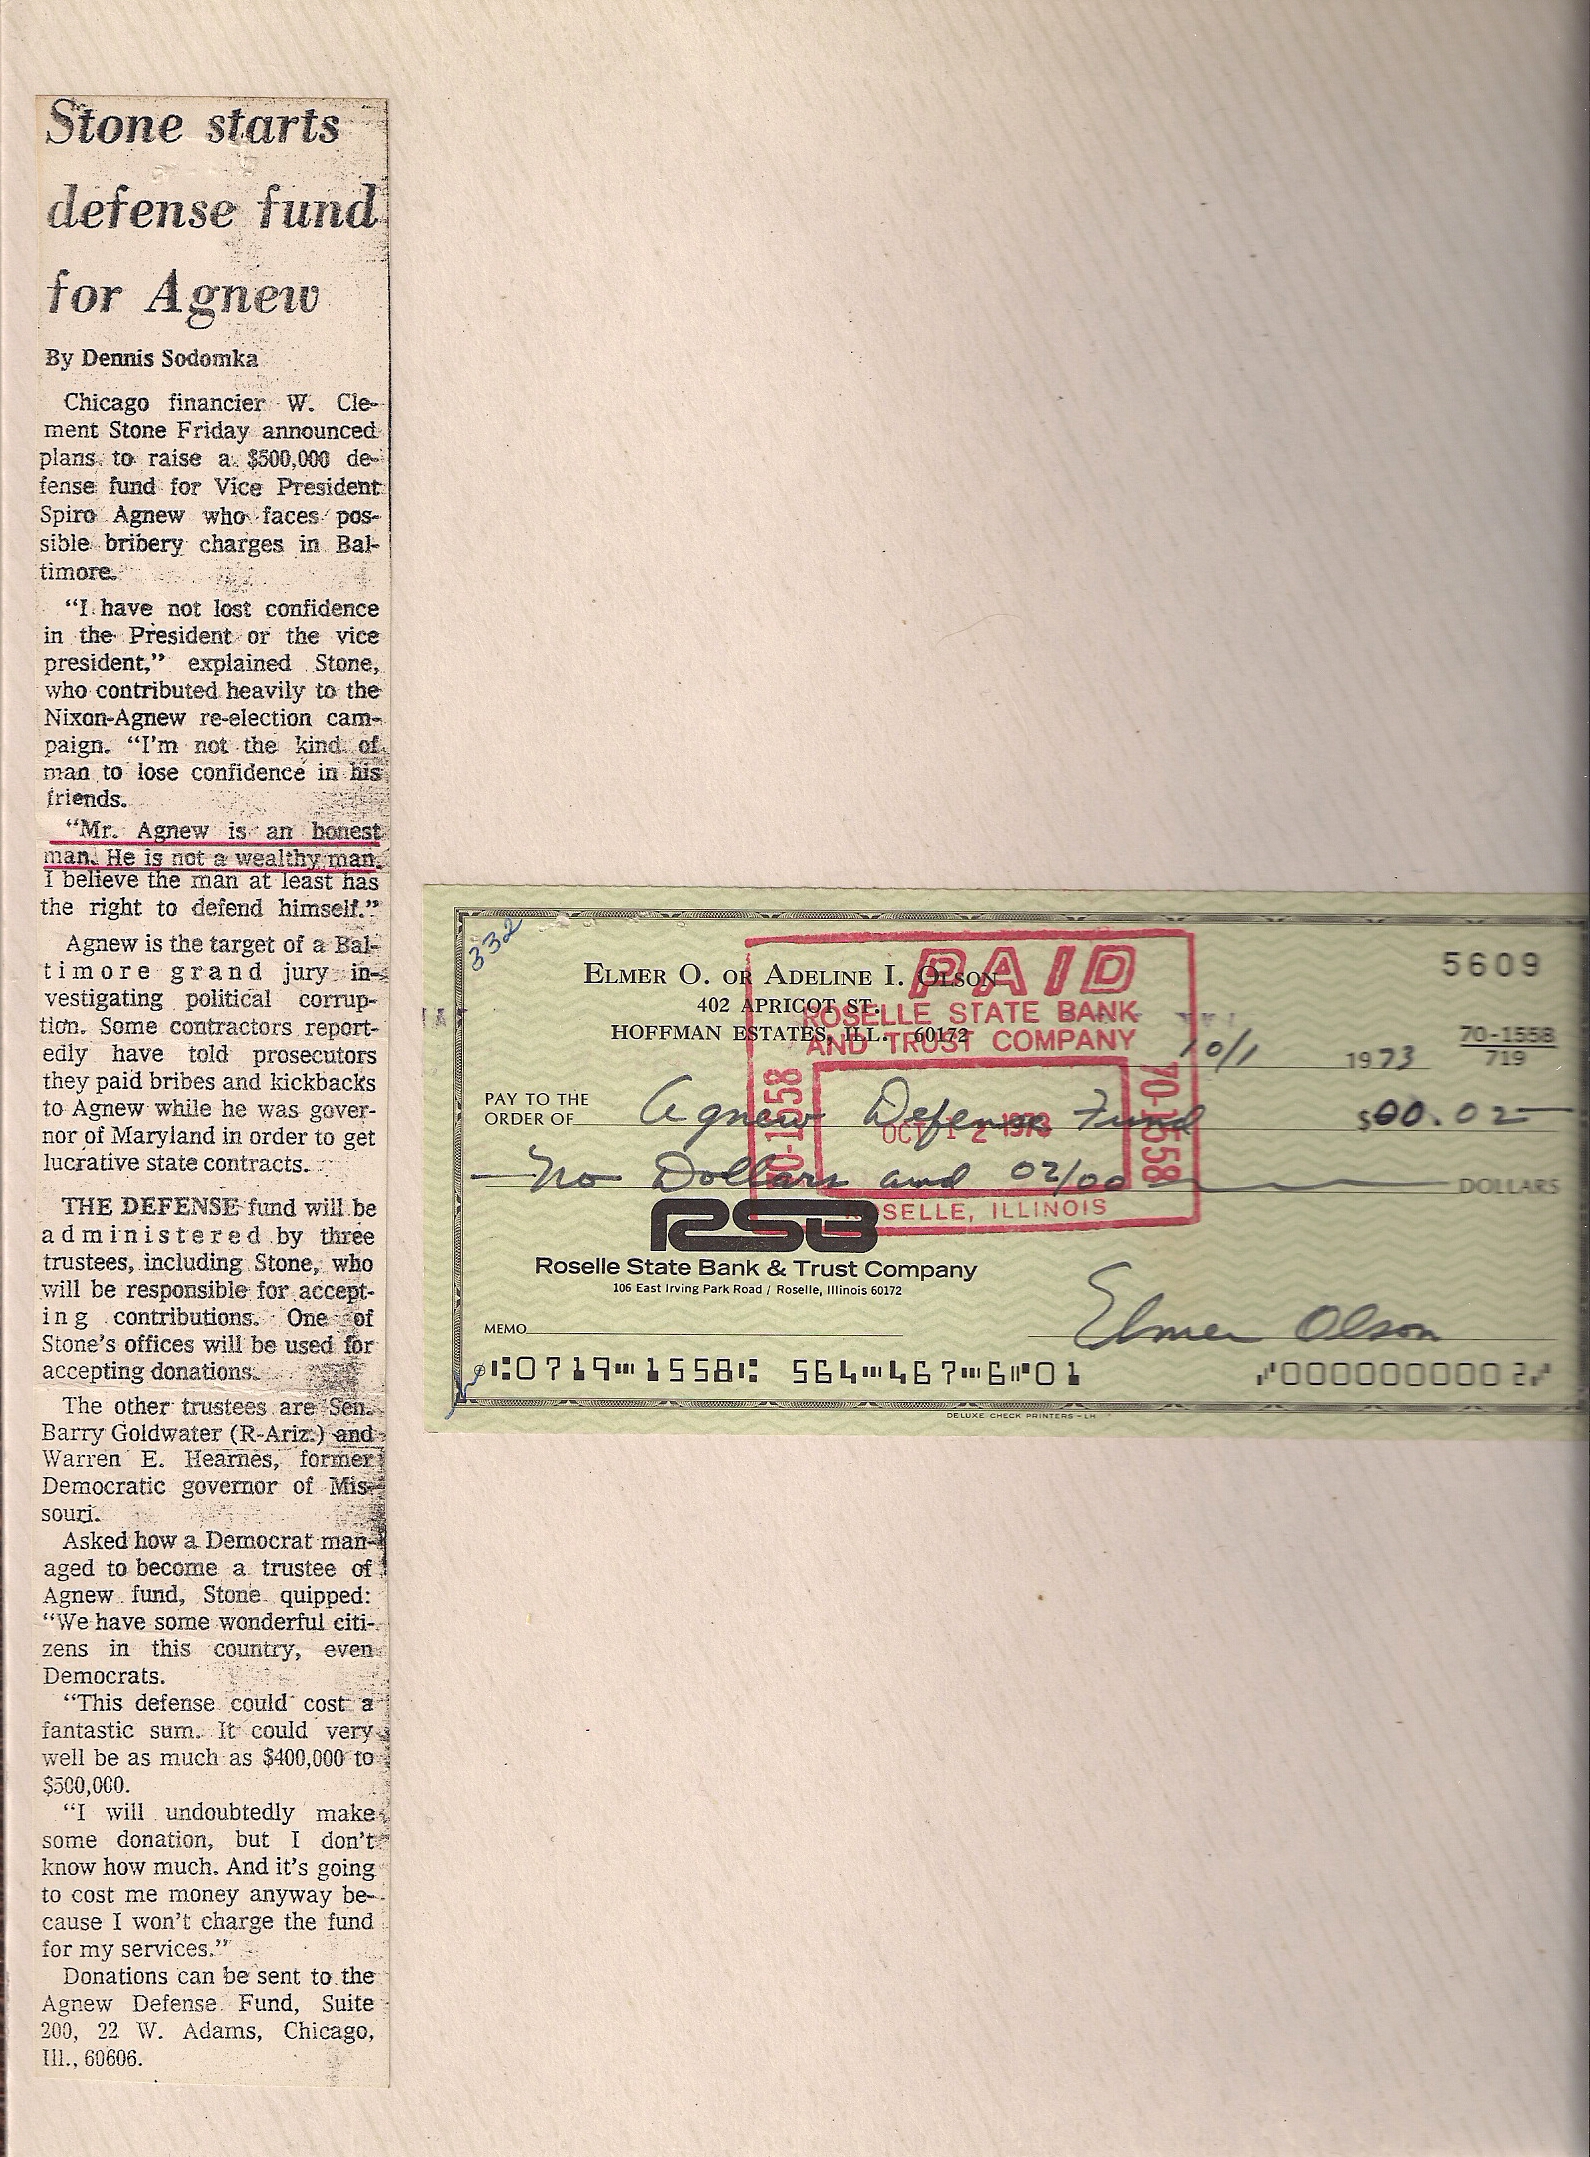 Stone starts
defense fund
for Agnew
By Dennis Sodomka
Chicago financier W. Cle-
ment Stone Friday announced
plans to raise a $500,000 de-
fense fund for Vice President
Spiro Agnew who faces pos-
sible bribery charges in Bal-
timore.
"I have not lost confidence
in the President or the vice
president," explained Stone,
who contributed heavily to the
Nixon-Agnew re-election cam-
paign. "I'm not the kind of
man to lose confidence in his
friends.
"Mr. Agnew is an honest
man. He is not a wealthy man.
I believe the man at least has
the right to defend himself."
Agnew is the target of a Bal-
timore grand jury in-
vestigating political corrup-
tion. Some contractors report-
edly have told prosecutors
they paid bribes and kickbacks
to Agnew while he was gover-
nor of Maryland in order to get
lucrative state contracts.
THE DEFENSE fund will be
administered by three
trustees, including Stone, who
will be responsible for accept-
ing contributions. One of
Stone's offices will be used for
accepting donations.
The other trustees are Sen.
Barry Goldwater (R-Ariz.) and
Warren E. Hearnes, former
Democratic governor of Mis-
souri.
Asked how a Democrat man-
aged to become a trustee of
Agnew fund, Stone quipped:
"We have some wonderful citi-
zens in this country, even
Democrats.
"This defense could cost a
fantastic sum. It could very
well be as much as $400,000 to
$500,000.
"I will undoubtedly make
some donation, but I don't
know how much. And it's going
to cost me money anyway be-
cause I won't charge the fund
for my services."
Donations can be sent to the
Agnew Defense Fund, Suite
200, 22 W. Adams, Chicago,
Ill., 60606.
332
5609
ELMER O. OR ADELINE I. OLSON
402 APRICOT ST.
HOFFMAN ESTATES, ILL. 60172
PAID
ROSELLE STATE BANK
AND TRUST COMPANY
70-1558
OCT 12 1973
70-1558
ROSELLE, ILLINOIS
10/1 1973
70-1558
719
PAY TO THE
ORDER OF Agnew Defense Fund $00.02
No Dollars and 02/00 DOLLARS
RSB
Roselle State Bank & Trust Company
106 East Irving Park Road / Roselle, Illinois 60172
MEMO
Elmer Olson
⑆0719⑉1558⑆ 564⑉467⑉6⑈01 ⑇0000000002⑇
DELUXE CHECK PRINTERS - LH